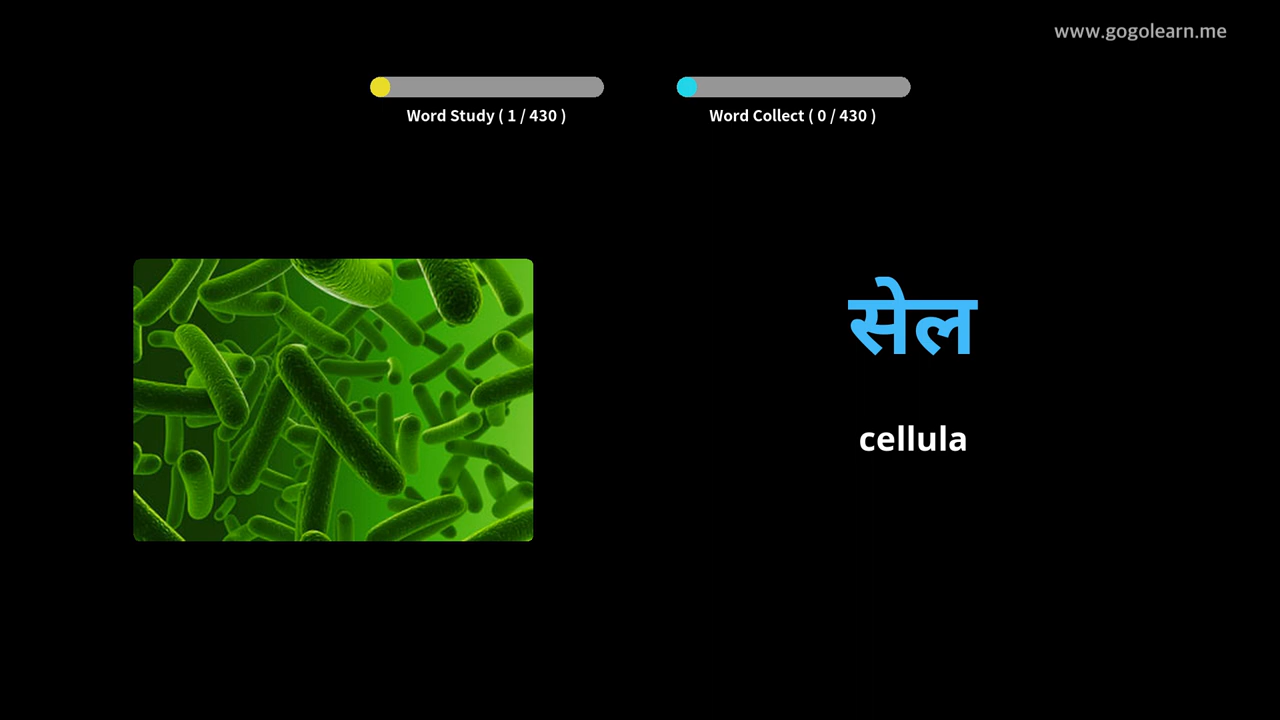 www.gogolearn.me
Word Study ( 1 / 430 )
Word Collect ( 0 / 430 )
सेल
cellula